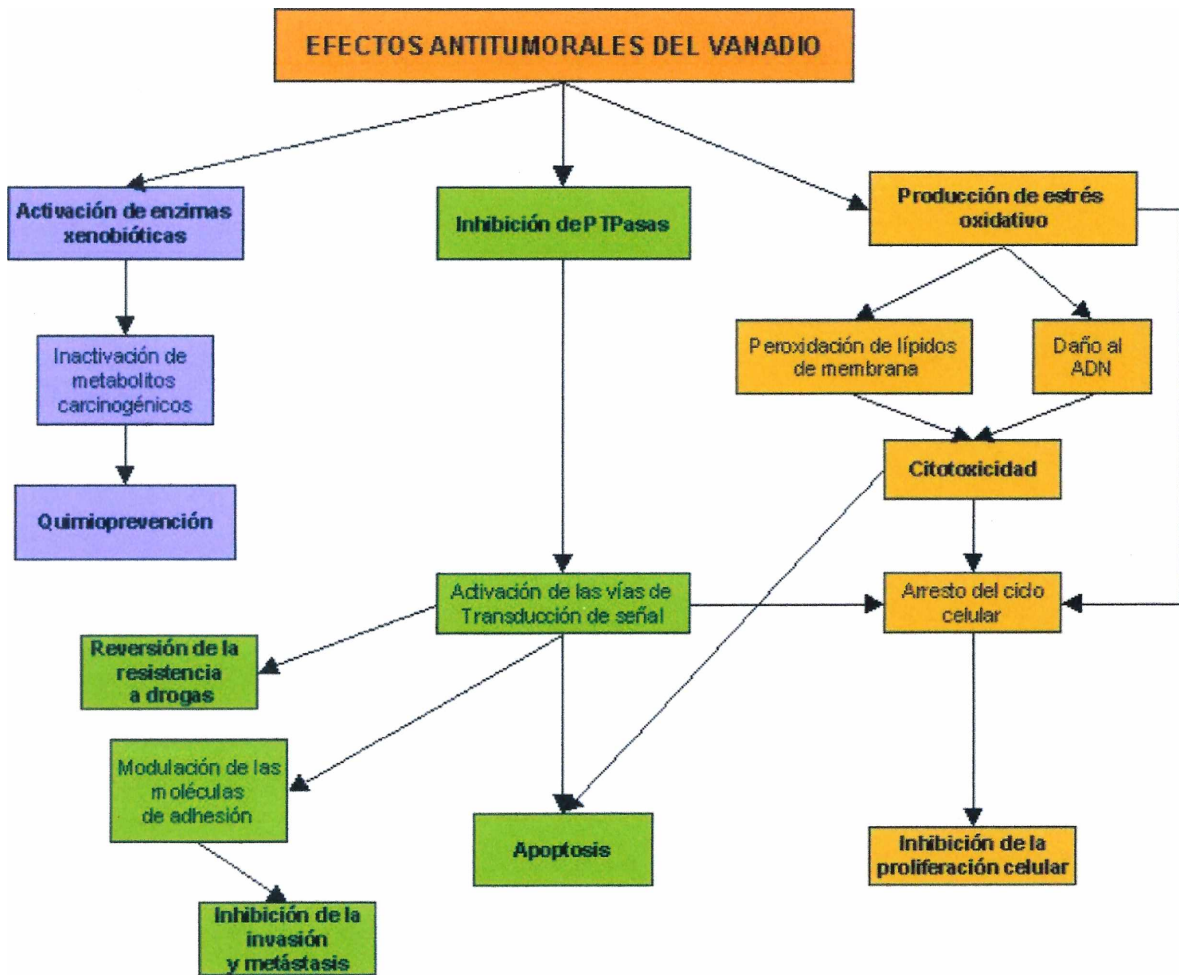 EFECTOS ANTITUMORALES DEL VANADIO
Activación de enzimas
xenobióticas
Inhibición de PTPasas
Producción de estrés
oxidativo
Inactivación de
metabolitos
carcinogénicos
Peroxidación de lípidos
de membrana
Daño al
ADN
Citotoxicidad
Quimioprevención
Activación de las vías de
Transducción de señal
Arresto del ciclo
celular
Reversión de la
resistencia
a drogas
Modulación de las
moléculas
de adhesión
Apoptosis
Inhibición de la
proliferación celular
Inhibición de la
invasión
y metástasis